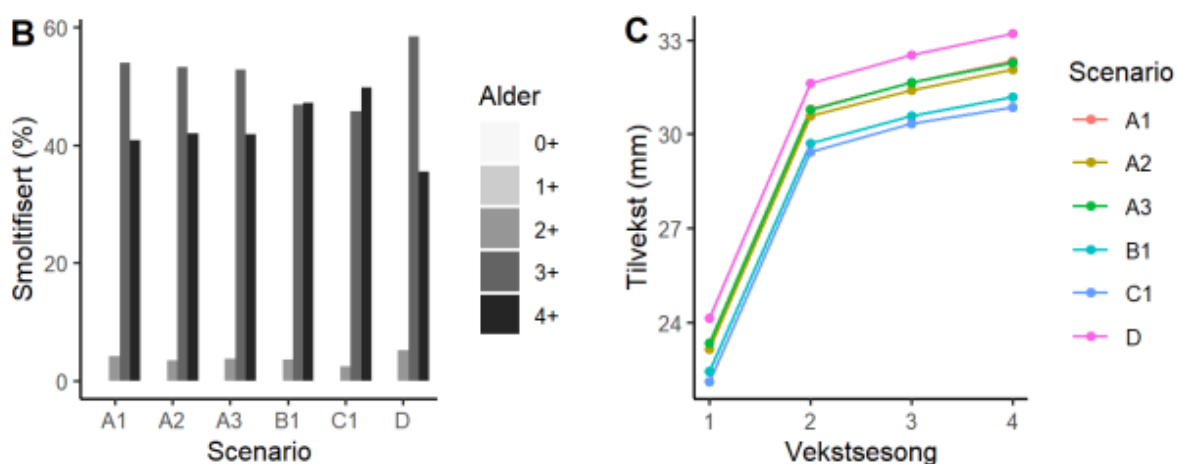 B
60
40
20
0
Smoltifisert (%)
A1 A2 A3 B1 C1 D
Scenario
Alder
0+
1+
2+
3+
4+
C
33
30
27
24
Tilvekst (mm)
1 2 3 4
Vekstsesong
Scenario
A1
A2
A3
B1
C1
D